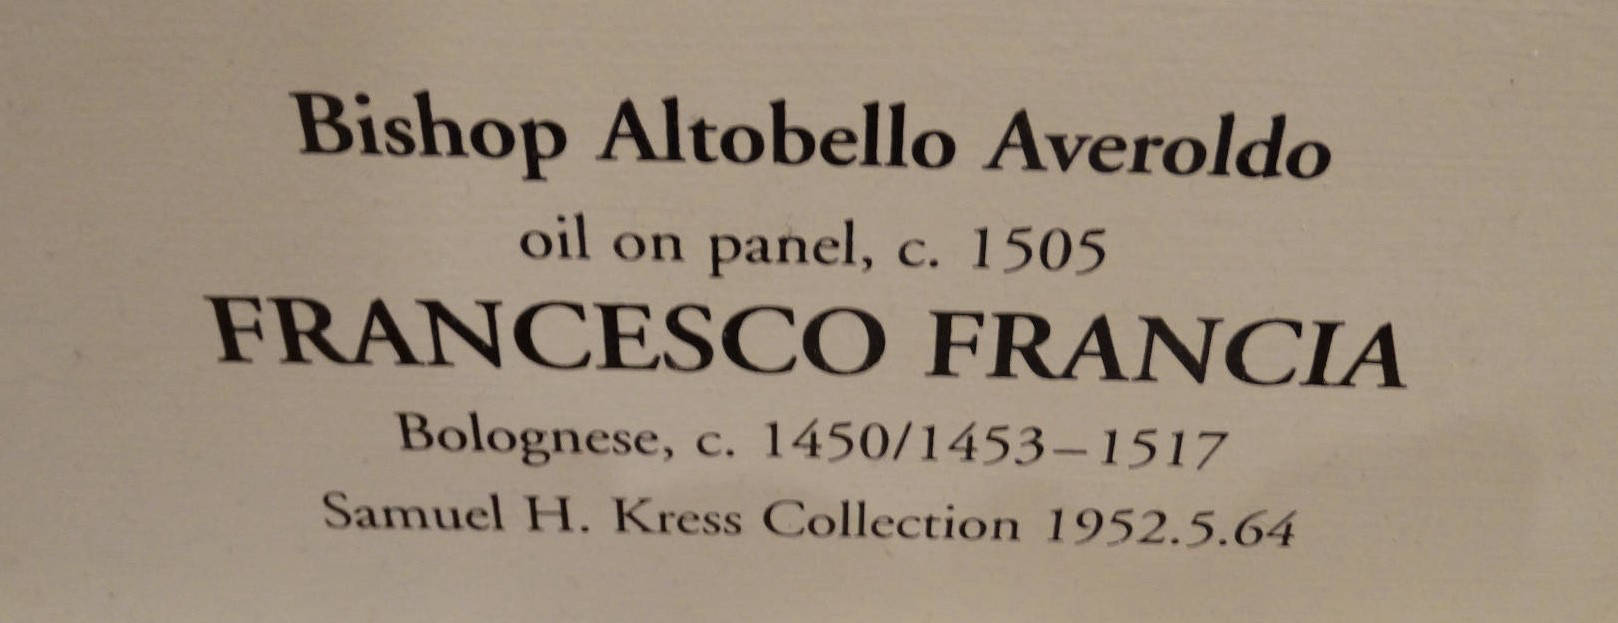 Bishop Altobello Averoldo
oil on panel, c. 1505
FRANCESCO FRANCIA
Bolognese, c. 1450/1453–1517
Samuel H. Kress Collection 1952.5.64